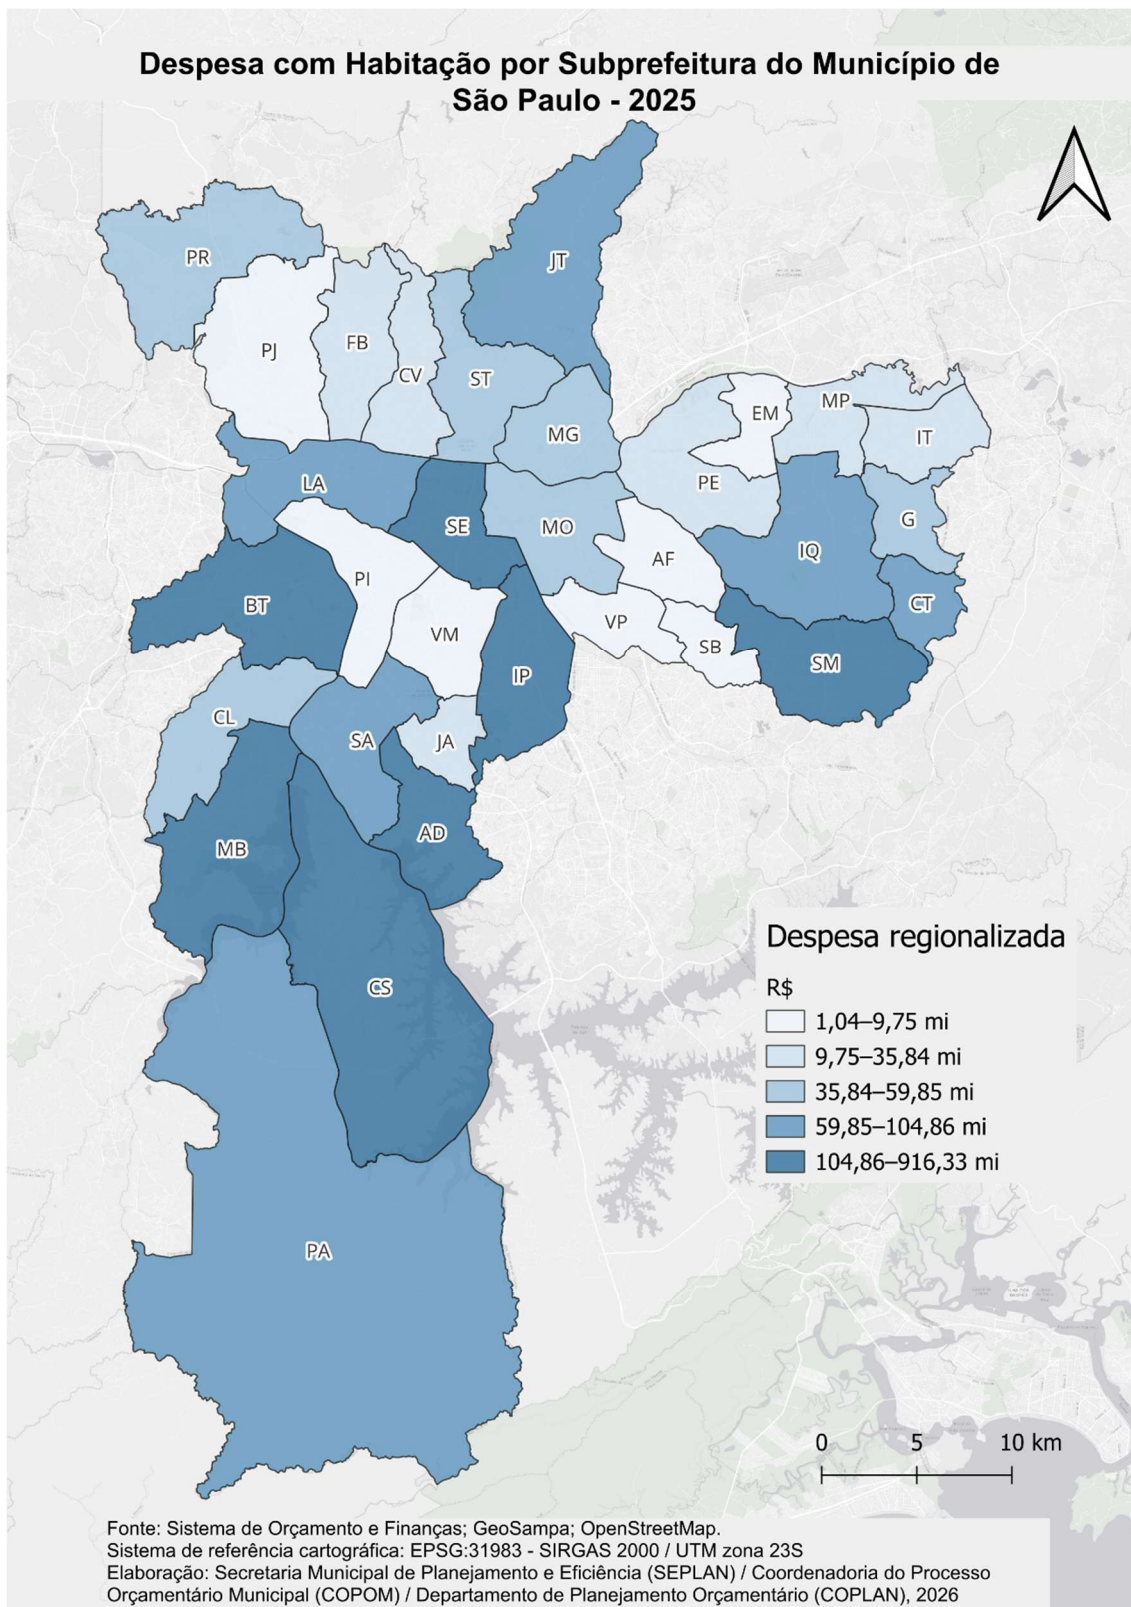 Despesa com Habitação por Subprefeitura do Município de
São Paulo - 2025
JT
PR
PJ
FB
CV
ST
MG
EM
MP
IT
PE
LA
SE
MO
G
IQ
AF
PI
BT
CT
VP
VM
SB
SM
IP
CL
SA
JA
AD
MB
CS
PA
Despesa regionalizada
R$
1,04–9,75 mi
9,75–35,84 mi
35,84–59,85 mi
59,85–104,86 mi
104,86–916,33 mi
0 5 10 km
Fonte: Sistema de Orçamento e Finanças; GeoSampa; OpenStreetMap.
Sistema de referência cartográfica: EPSG:31983 - SIRGAS 2000 / UTM zona 23S
Elaboração: Secretaria Municipal de Planejamento e Eficiência (SEPLAN) / Coordenadoria do Processo
Orçamentário Municipal (COPOM) / Departamento de Planejamento Orçamentário (COPLAN), 2026